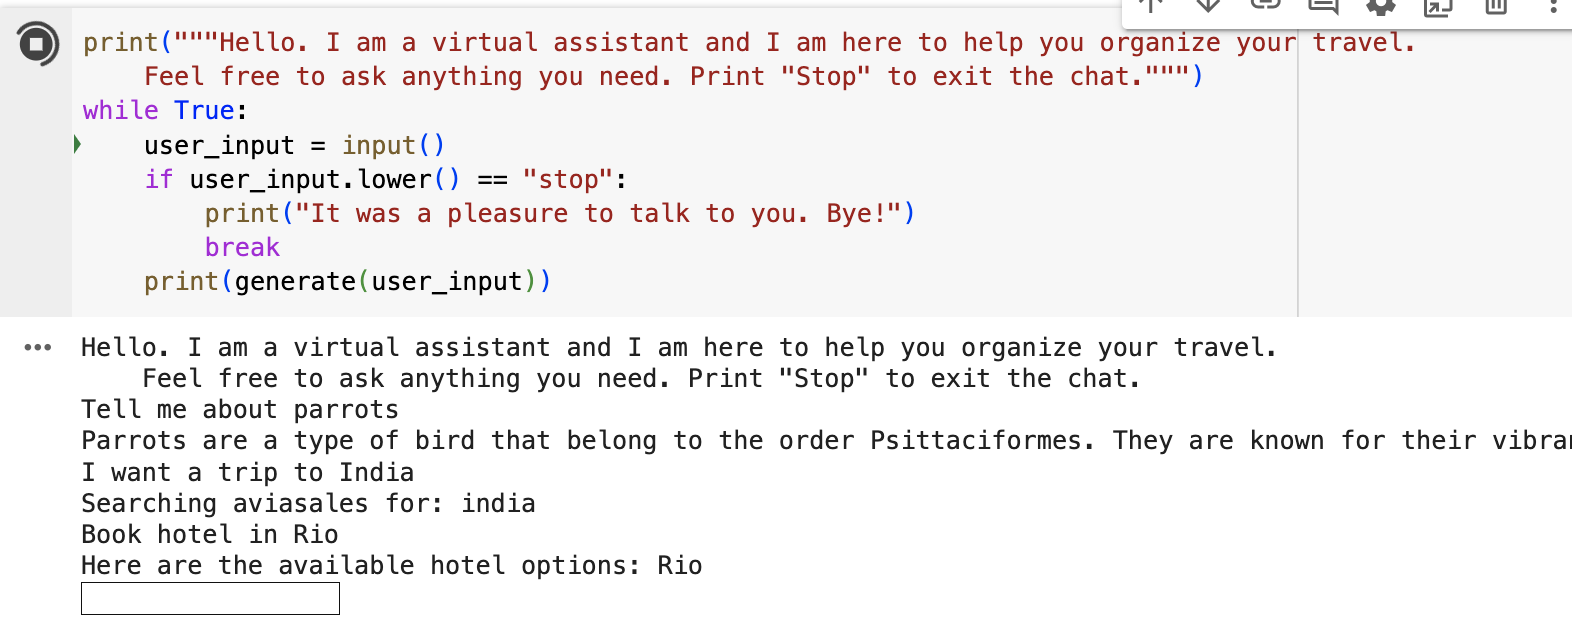 print("""Hello. I am a virtual assistant and I am here to help you organize your travel.
    Feel free to ask anything you need. Print "Stop" to exit the chat.""")
while True:
    user_input = input()
    if user_input.lower() == "stop":
        print("It was a pleasure to talk to you. Bye!")
        break
    print(generate(user_input))
Hello. I am a virtual assistant and I am here to help you organize your travel.
    Feel free to ask anything you need. Print "Stop" to exit the chat.
Tell me about parrots
Parrots are a type of bird that belong to the order Psittaciformes. They are known for their
I want a trip to India
Searching aviasales for: india
Book hotel in Rio
Here are the available hotel options: Rio